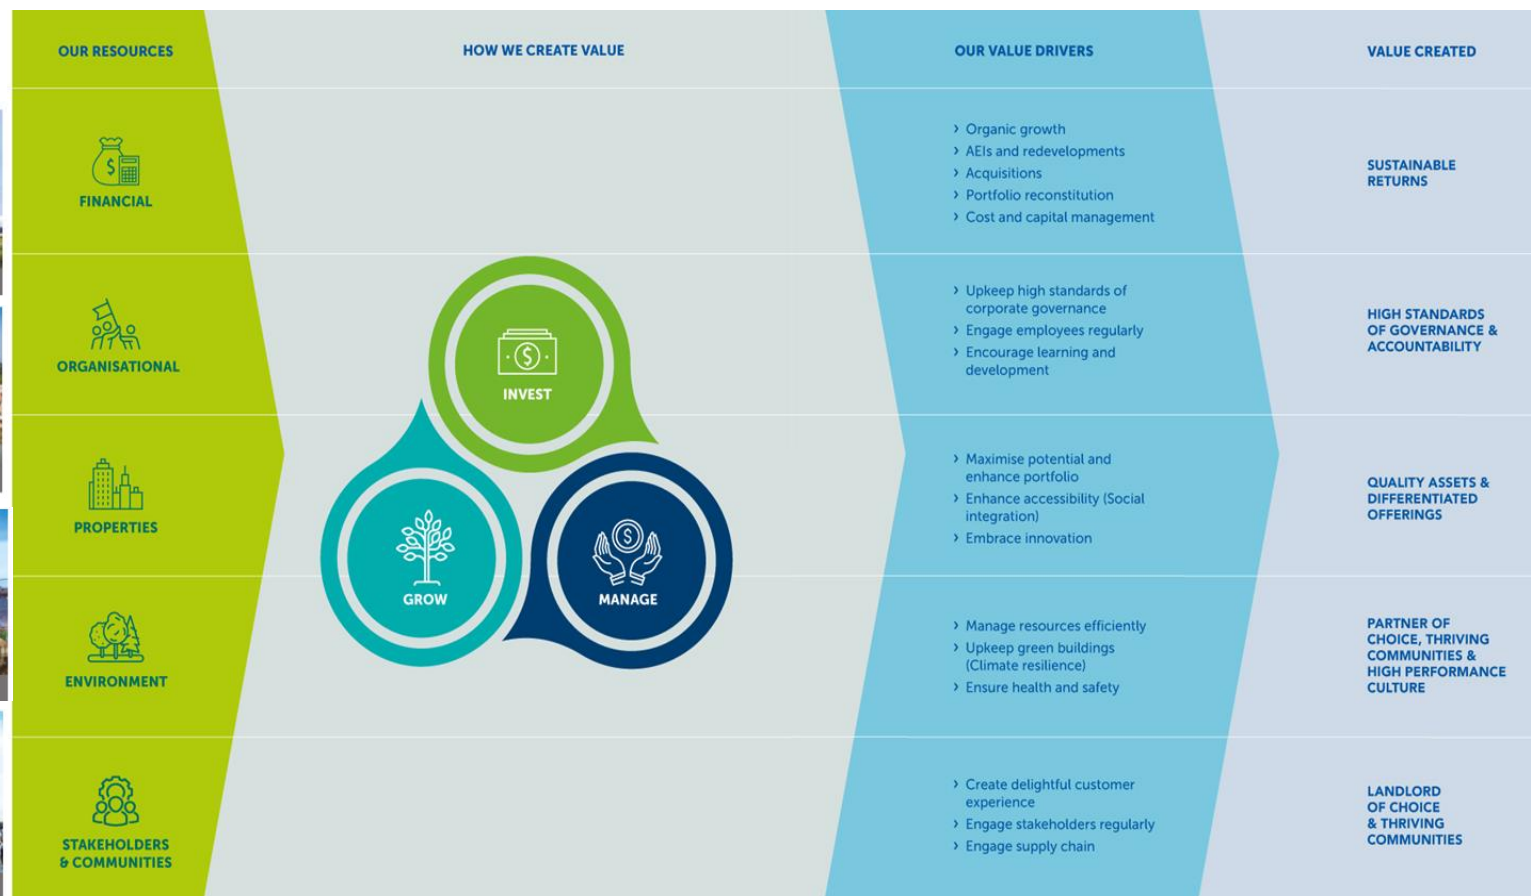 OUR RESOURCES
HOW WE CREATE VALUE
OUR VALUE DRIVERS
VALUE CREATED
FINANCIAL
› Organic growth
› AEIs and redevelopments
› Acquisitions
› Portfolio reconstitution
› Cost and capital management
SUSTAINABLE
RETURNS
ORGANISATIONAL
› Upkeep high standards of
corporate governance
› Engage employees regularly
› Encourage learning and
development
HIGH STANDARDS
OF GOVERNANCE &
ACCOUNTABILITY
INVEST
GROW
MANAGE
PROPERTIES
› Maximise potential and
enhance portfolio
› Enhance accessibility (Social
integration)
› Embrace innovation
QUALITY ASSETS &
DIFFERENTIATED
OFFERINGS
ENVIRONMENT
› Manage resources efficiently
› Upkeep green buildings
(Climate resilience)
› Ensure health and safety
PARTNER OF
CHOICE, THRIVING
COMMUNITIES &
HIGH PERFORMANCE
CULTURE
STAKEHOLDERS
& COMMUNITIES
› Create delightful customer
experience
› Engage stakeholders regularly
› Engage supply chain
LANDLORD
OF CHOICE
& THRIVING
COMMUNITIES